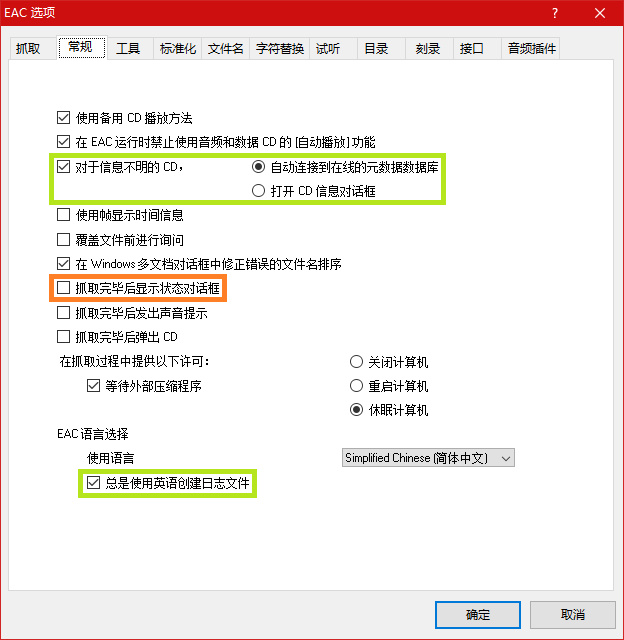 EAC 选项
抓取 常规 工具 标准化 文件名 字符替换 试听 目录 刻录 接口 音频插件
使用备用 CD 播放方法
在 EAC 运行时禁止使用音频和数据 CD 的 [自动播放] 功能
对于信息不明的 CD， 自动连接到在线的元数据数据库
打开 CD 信息对话框
使用帧显示时间信息
覆盖文件前进行询问
在 Windows 多文档对话框中修正错误的文件名排序
抓取完毕后显示状态对话框
抓取完毕后发出声音提示
抓取完毕后弹出 CD
在抓取过程中提供以下许可: 关闭计算机
等待外部压缩程序 重启计算机
休眠计算机
EAC 语言选择
使用语言 Simplified Chinese (简体中文)
总是使用英语创建日志文件
确定 取消